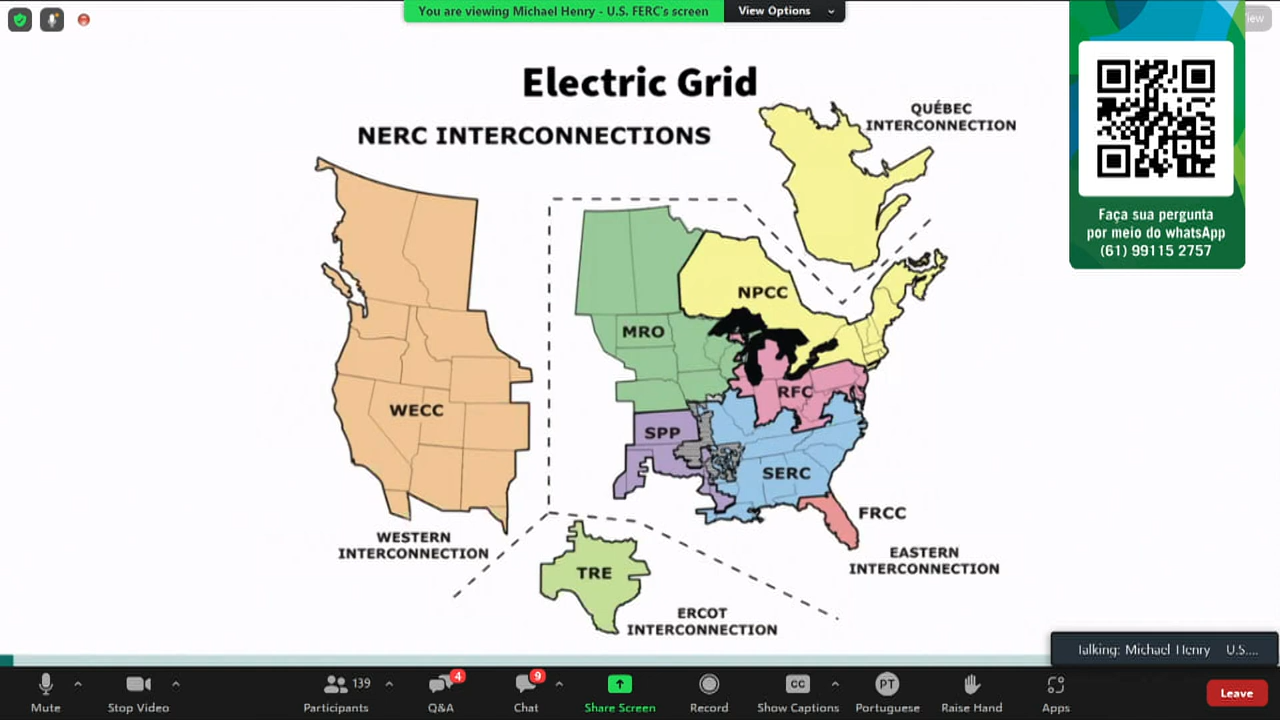 You are viewing Michael Henry - U.S. FERC's screen
View Options
Electric Grid
NERC INTERCONNECTIONS
QUÉBEC
INTERCONNECTION
Faça sua pergunta
por meio do whatsApp
(61) 99115 2757
NPCC
MRO
RFC
WECC
SPP
SERC
FRCC
WESTERN
INTERCONNECTION
EASTERN
INTERCONNECTION
TRE
ERCOT
INTERCONNECTION
Talking: Michael Henry U.S....
139
4
9
CC
PT
Mute
Stop Video
Participants
Q&A
Chat
Share Screen
Record
Show Captions
Portuguese
Raise Hand
Apps
Leave